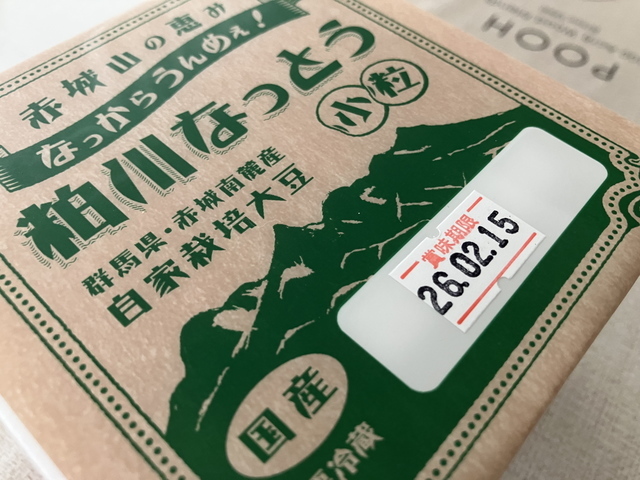 赤城山の恵み
なっからうんめぇ!
粕川なっとう
小粒
群馬県・赤城南麓産
自家栽培大豆
賞味期限
26.02.15
国産
冷蔵
POOH